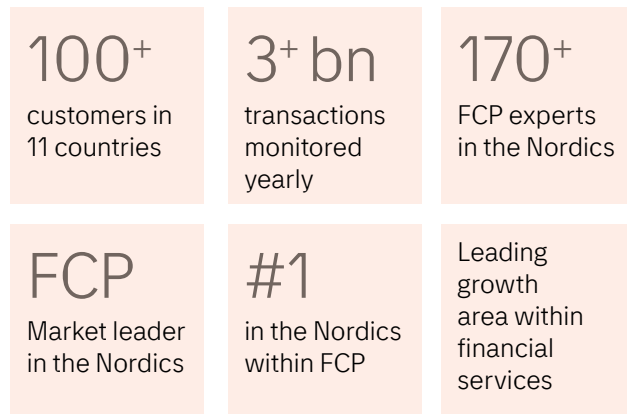 100+
customers in
11 countries
3+ bn
transactions
monitored
yearly
170+
FCP experts
in the Nordics
FCP
Market leader
in the Nordics
#1
in the Nordics
within FCP
Leading
growth
area within
financial
services